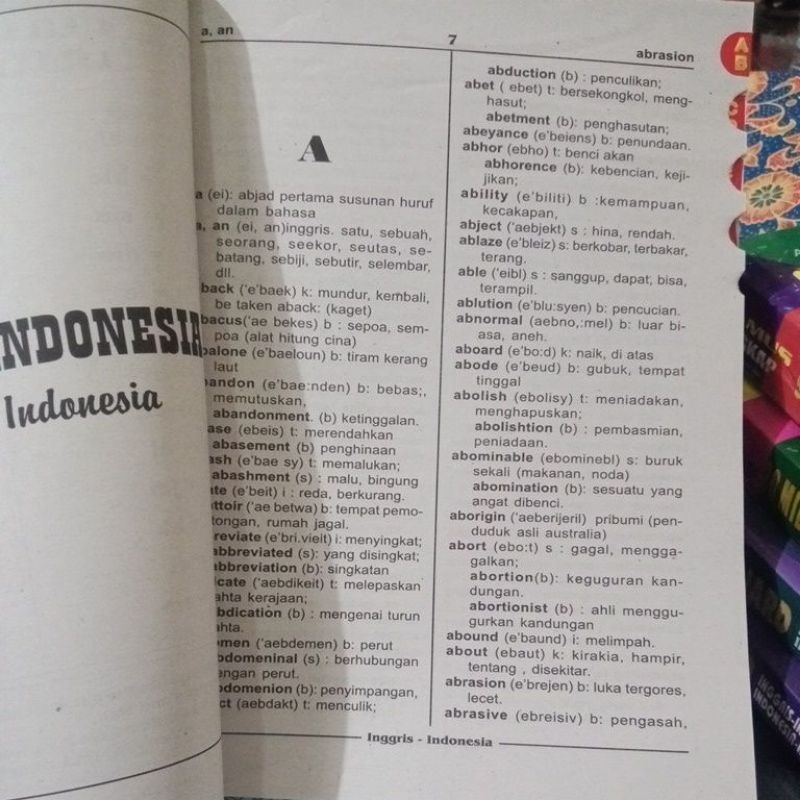 INDONESIA
Indonesia
a, an
7
abrasion
A
a (ei): abjad pertama susunan huruf
dalam bahasa
a, an (ei, an)inggris. satu, sebuah,
seorang, seekor, seutas, se-
batang, sebiji, sebutir, selembar,
dll.
back (‘e’baek) k: mundur, kembali,
be taken aback: (kaget)
bacus(‘ae bekes) b : sepoa, sem-
poa (alat hitung cina)
balone (e’baeloun) b: tiram kerang
laut
bandon (e’bae:nden) b: bebas;,
memutuskan,
abandonment. (b) ketinggalan.
ase (ebeis) t: merendahkan
abasement (b) penghinaan
ash (e’bae sy) t: memalukan;
abashment (s) : malu, bingung
ate (e’beit) i : reda, berkurang.
attoir (‘ae betwa) b: tempat pemo-
tongan, rumah jagal.
reviate (e’bri.vieit) i: menyingkat;
abbreviated (s): yang disingkat;
abbreviation (b): singkatan
icate (‘aebdikeit) t: melepaskan
ahta kerajaan;
abdication (b) : mengenai turun
ahta.
omen (‘aebdemen) b: perut
bdomeninal (s) : berhubungan
engan perut.
bdomenion (b): penyimpangan,
ct (aebdakt) t: menculik;
abduction (b) : penculikan;
abet ( ebet) t: bersekongkol, meng-
hasut;
abetment (b): penghasutan;
abeyance (e’beiens) b: penundaan.
abhor (ebho) t: benci akan
abhorence (b): kebencian, keji-
jikan;
ability (e’biliti) b :kemampuan,
kecakapan,
abject (‘aebjekt) s : hina, rendah.
ablaze (e’bleiz) s: berkobar, terbakar,
terang.
able (‘eibl) s : sanggup, dapat, bisa,
terampil.
ablution (e’blu:syen) b: pencucian.
abnormal (aebno,:mel) b: luar bi-
asa, aneh.
aboard (e’bo:d) k: naik, di atas
abode (e’beud) b: gubuk, tempat
tinggal
abolish (ebolisy) t: meniadakan,
menghapuskan;
abolishtion (b) : pembasmian,
peniadaan.
abominable (ebominebl) s: buruk
sekali (makanan, noda)
abomination (b): sesuatu yang
angat dibenci.
aborigin (‘aeberijeril) pribumi (pen-
duduk asli australia)
abort (ebo:t) s : gagal, mengga-
galkan;
abortion(b): keguguran kan-
dungan.
abortionist (b) : ahli menggu-
gurkan kandungan
abound (e’baund) i: melimpah.
about (ebaut) k: kirakia, hampir,
tentang , disekitar.
abrasion (e’brejen) b: luka tergores,
lecet.
abrasive (ebreisiv) b: pengasah,
Inggris - Indonesia
A
B